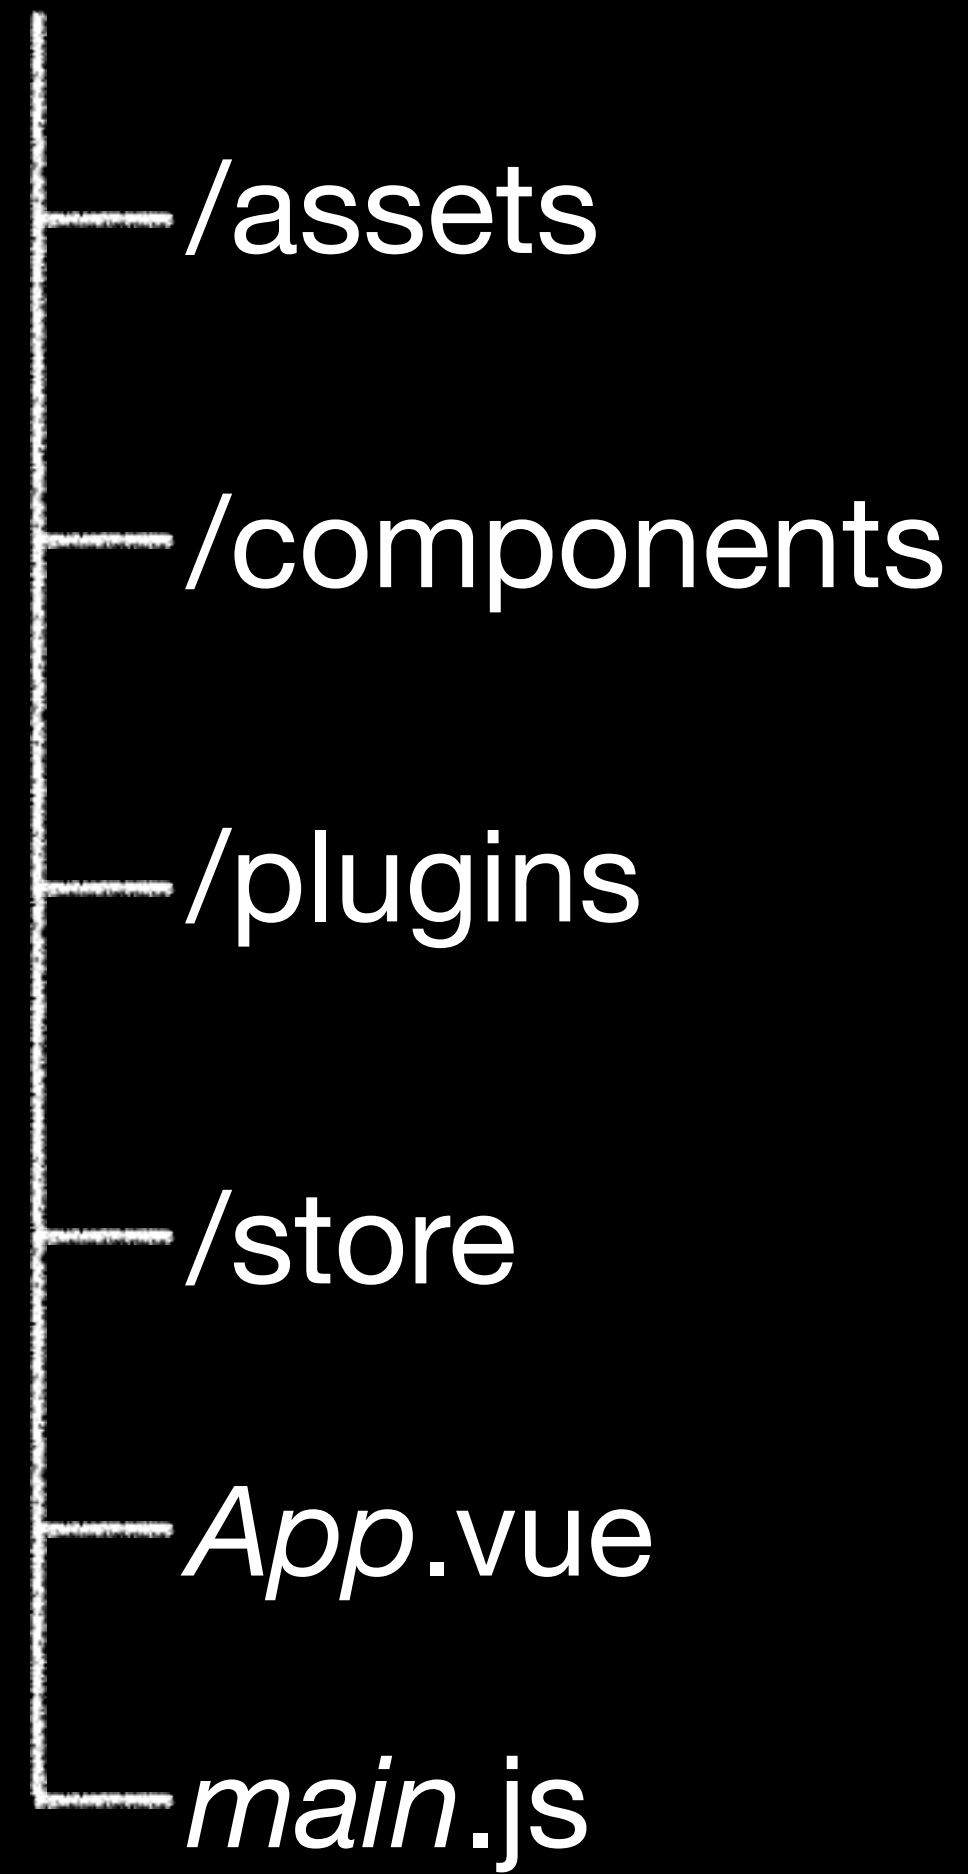 /assets
/components
/plugins
/store
App.vue
main.js